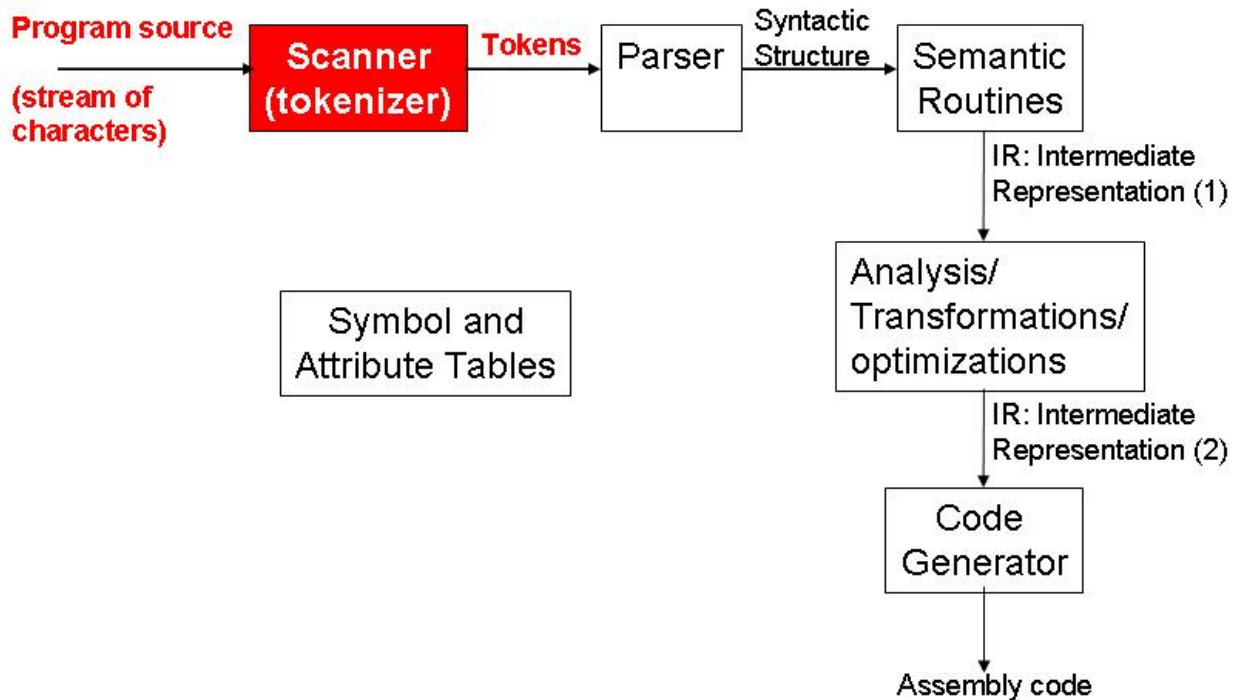 Program source
(stream of
characters)
Scanner
(tokenizer)
Tokens
Parser
Syntactic
Structure
Semantic
Routines
IR: Intermediate
Representation (1)
Analysis/
Transformations/
optimizations
Symbol and
Attribute Tables
IR: Intermediate
Representation (2)
Code
Generator
Assembly code